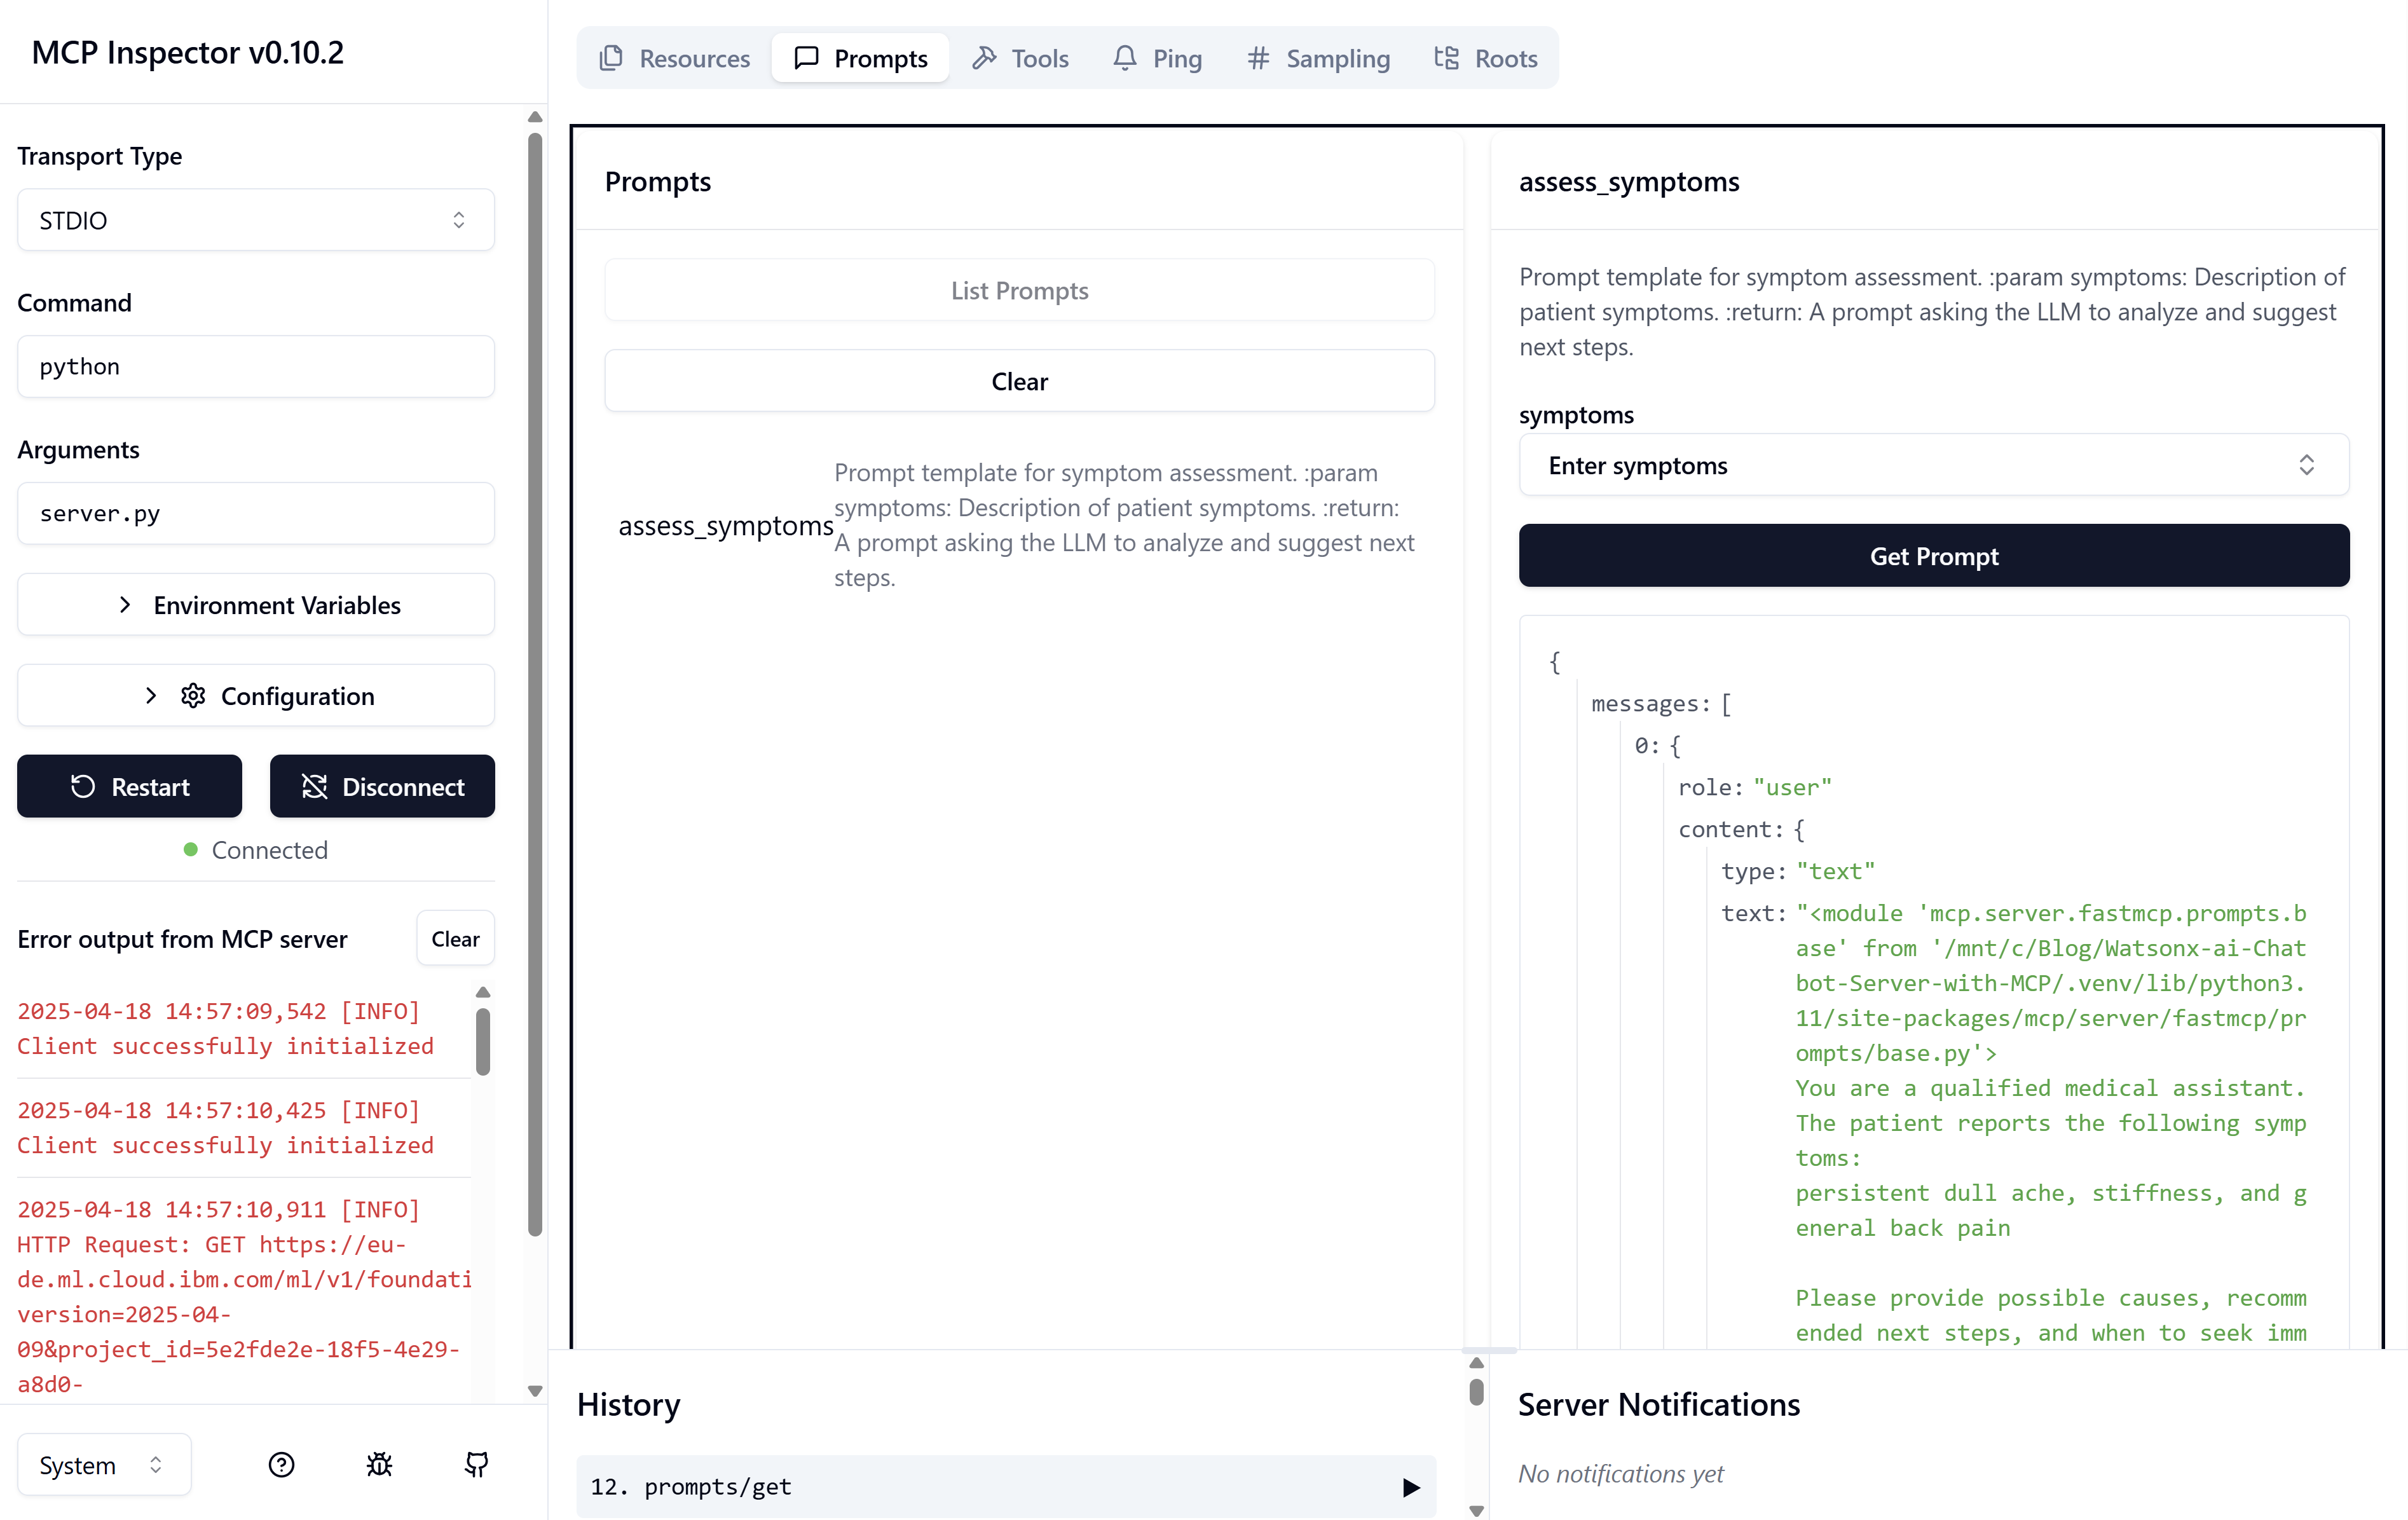 MCP Inspector v0.10.2
Transport Type
STDIO
Command
python
Arguments
server.py
Environment Variables
Configuration
Restart
Disconnect
Connected
Error output from MCP server
Clear
2025-04-18 14:57:09,542 [INFO]
Client successfully initialized
2025-04-18 14:57:10,425 [INFO]
Client successfully initialized
2025-04-18 14:57:10,911 [INFO]
HTTP Request: GET https://eu-
de.ml.cloud.ibm.com/ml/v1/foundati
version=2025-04-
09&project_id=5e2fde2e-18f5-4e29-
a8d0-
System
Resources
Prompts
Tools
Ping
Sampling
Roots
Prompts
List Prompts
Clear
assess_symptoms
Prompt template for symptom assessment. :param
symptoms: Description of patient symptoms. :return:
A prompt asking the LLM to analyze and suggest next
steps.
assess_symptoms
Prompt template for symptom assessment. :param symptoms: Description of
patient symptoms. :return: A prompt asking the LLM to analyze and suggest
next steps.
symptoms
Enter symptoms
Get Prompt
{
messages: [
0: {
role: "user"
content: {
type: "text"
text: "<module 'mcp.server.fastmcp.prompts.b
ase' from '/mnt/c/Blog/Watsonx-ai-Chat
bot-Server-with-MCP/.venv/lib/python3.
11/site-packages/mcp/server/fastmcp/pr
ompts/base.py'>
You are a qualified medical assistant.
The patient reports the following symp
toms:
persistent dull ache, stiffness, and g
eneral back pain
Please provide possible causes, recomm
ended next steps, and when to seek imm
History
12. prompts/get
Server Notifications
No notifications yet